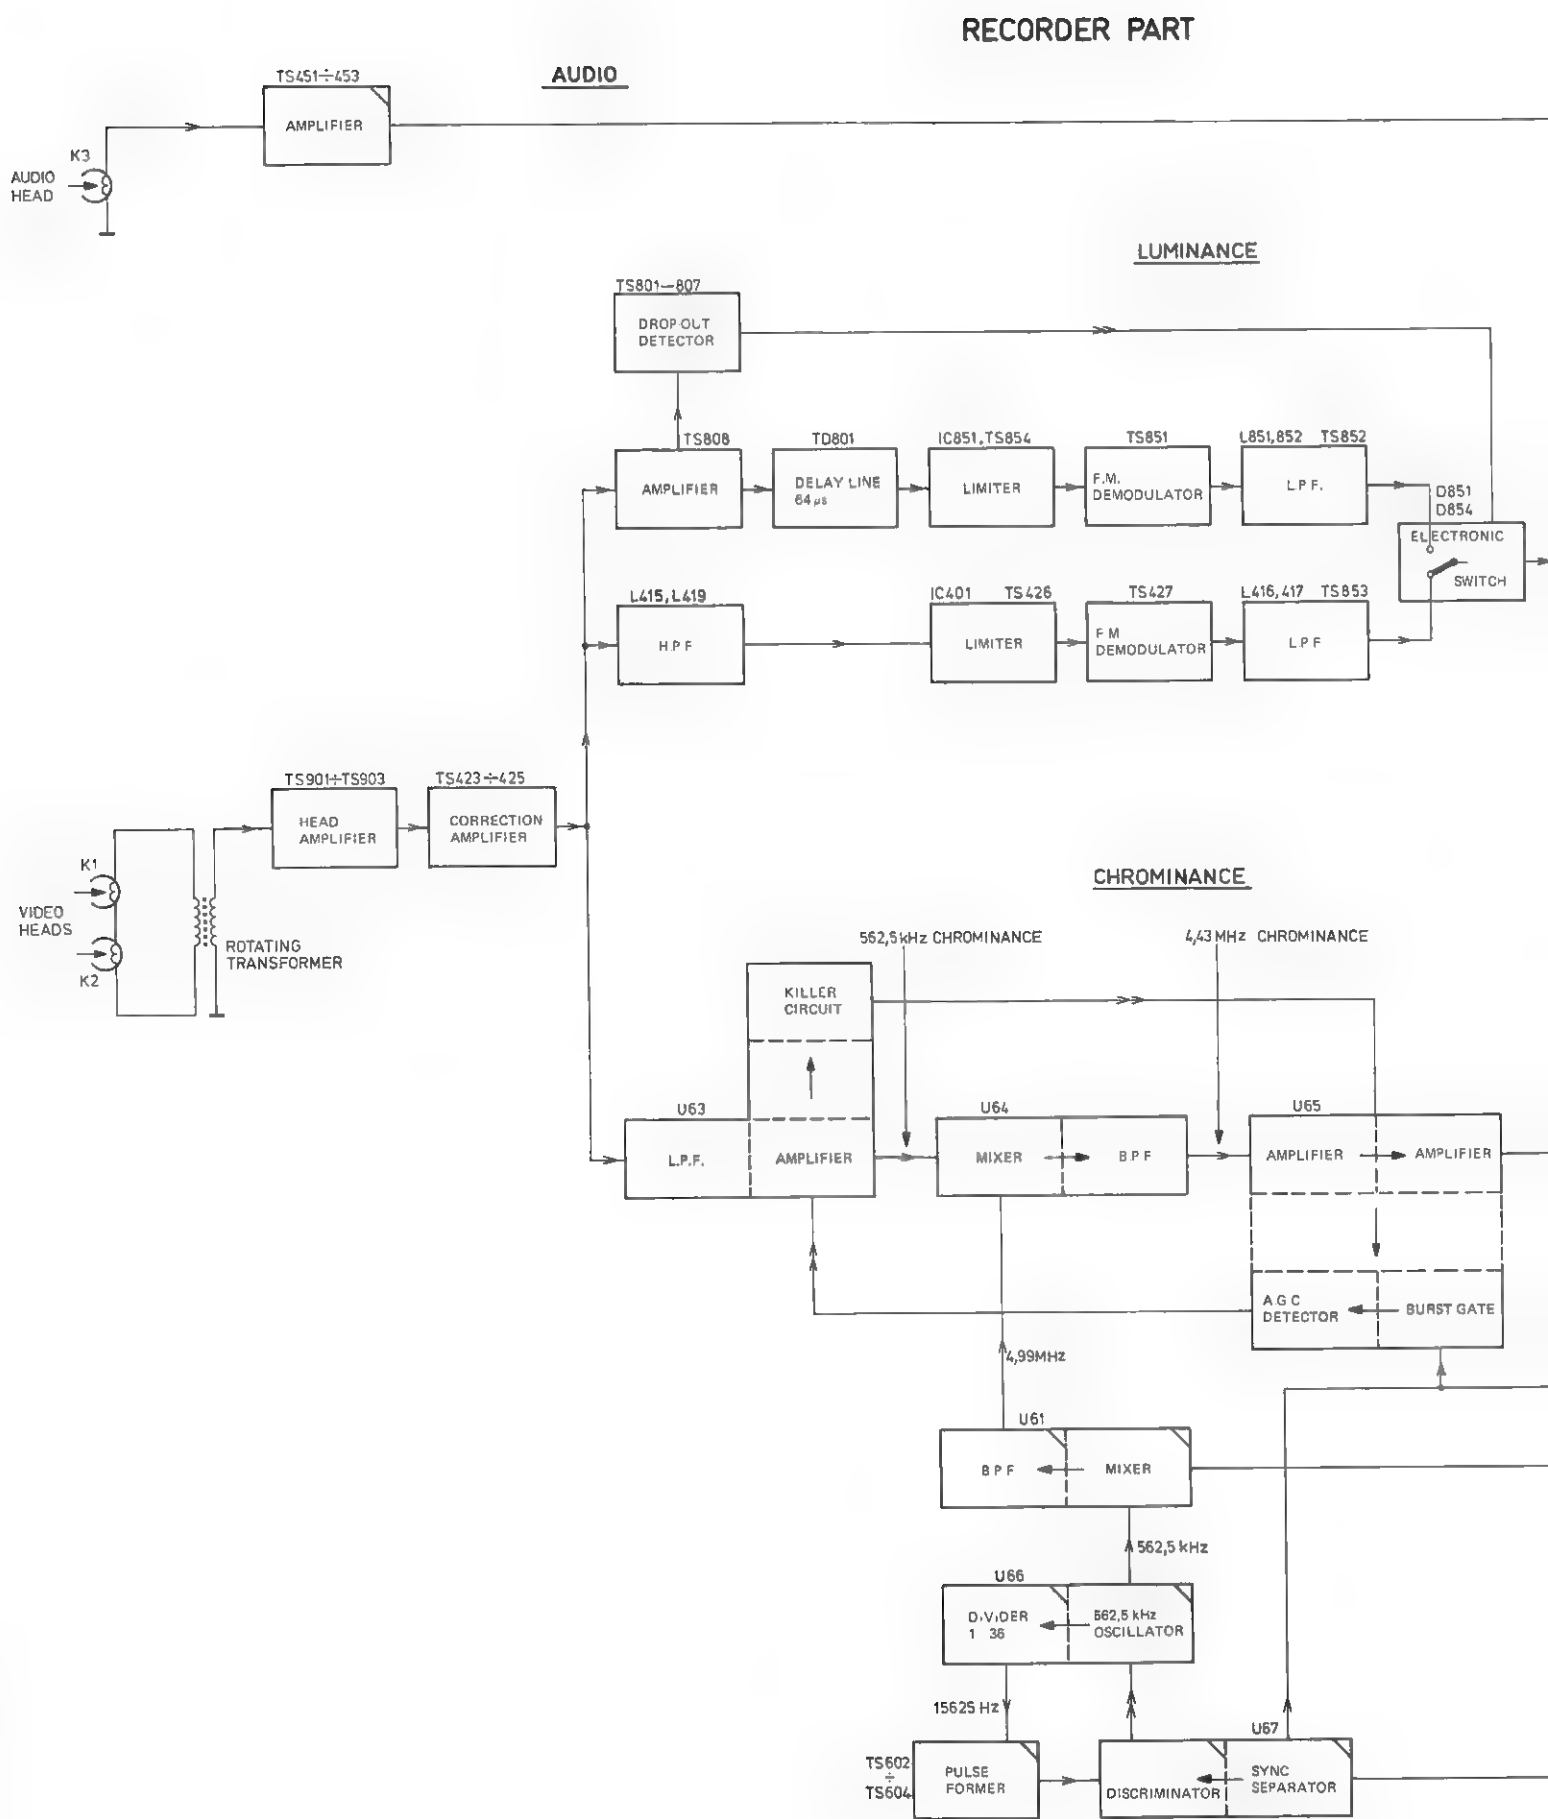 RECORDER PART
AUDIO
TS451÷453
AMPLIFIER
K3
AUDIO
HEAD
LUMINANCE
TS801—807
DROP-OUT
DETECTOR
TS808
AMPLIFIER
TD801
DELAY LINE
64µs
IC851, TS854
LIMITER
TS851
F.M.
DEMODULATOR
L851,852 TS852
L.P.F.
D851
D854
ELECTRONIC
SWITCH
L415, L419
H.P.F
IC401 TS426
LIMITER
TS427
F M
DEMODULATOR
L416,417 TS853
L.P.F
TS901÷TS903
HEAD
AMPLIFIER
TS423÷425
CORRECTION
AMPLIFIER
K1
VIDEO
HEADS
K2
ROTATING
TRANSFORMER
CHROMINANCE
562,5kHz CHROMINANCE
4,43MHz CHROMINANCE
KILLER
CIRCUIT
U63
L.P.F.
AMPLIFIER
U64
MIXER
B.P.F
U65
AMPLIFIER
AMPLIFIER
A G C
DETECTOR
BURST GATE
4,99MHz
U61
B P F
MIXER
562,5 kHz
U66
DIVIDER
1 36
562,5 kHz
OSCILLATOR
15625 Hz
TS602
÷
TS604
PULSE
FORMER
U67
DISCRIMINATOR
SYNC
SEPARATOR